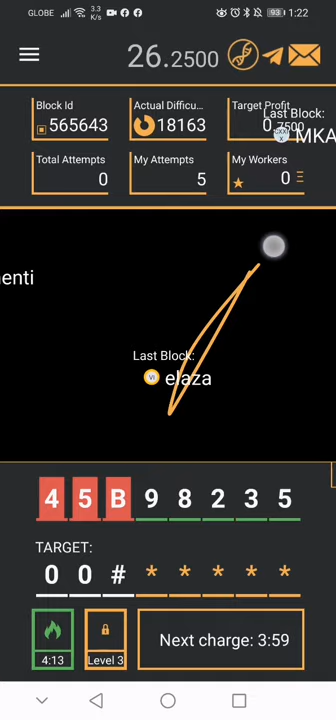 GLOBE 3.3 K/s 93 1:22
26.2500
Block Id Actual Difficu... Target Profit
Last Block:
565643 18163 0.7500
MKA
Total Attempts My Attempts My Workers
0 5 0
enti
Last Block:
VI elaza
4 5 B 9 8 2 3 5
TARGET:
0 0 # * * * * *
4:13 Level 3 Next charge: 3:59